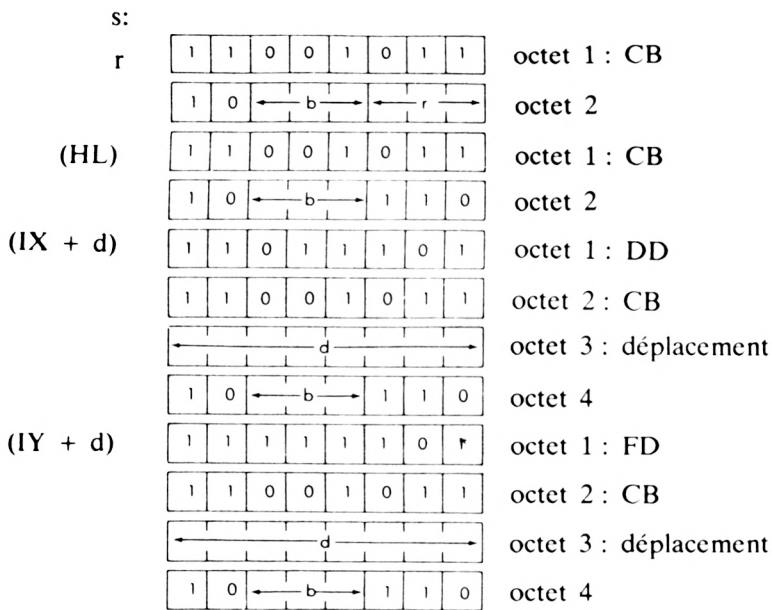 s:
r 1 1 0 0 1 0 1 1 octet 1 : CB
1 0 b r octet 2
(HL) 1 1 0 0 1 0 1 1 octet 1 : CB
1 0 b 1 1 0 octet 2
(IX + d) 1 1 0 1 1 1 0 1 octet 1 : DD
1 1 0 0 1 0 1 1 octet 2 : CB
d octet 3 : déplacement
1 0 b 1 1 0 octet 4
(IY + d) 1 1 1 1 1 1 0 octet 1 : FD
1 1 0 0 1 0 1 1 octet 2 : CB
d octet 3 : déplacement
1 0 b 1 1 0 octet 4